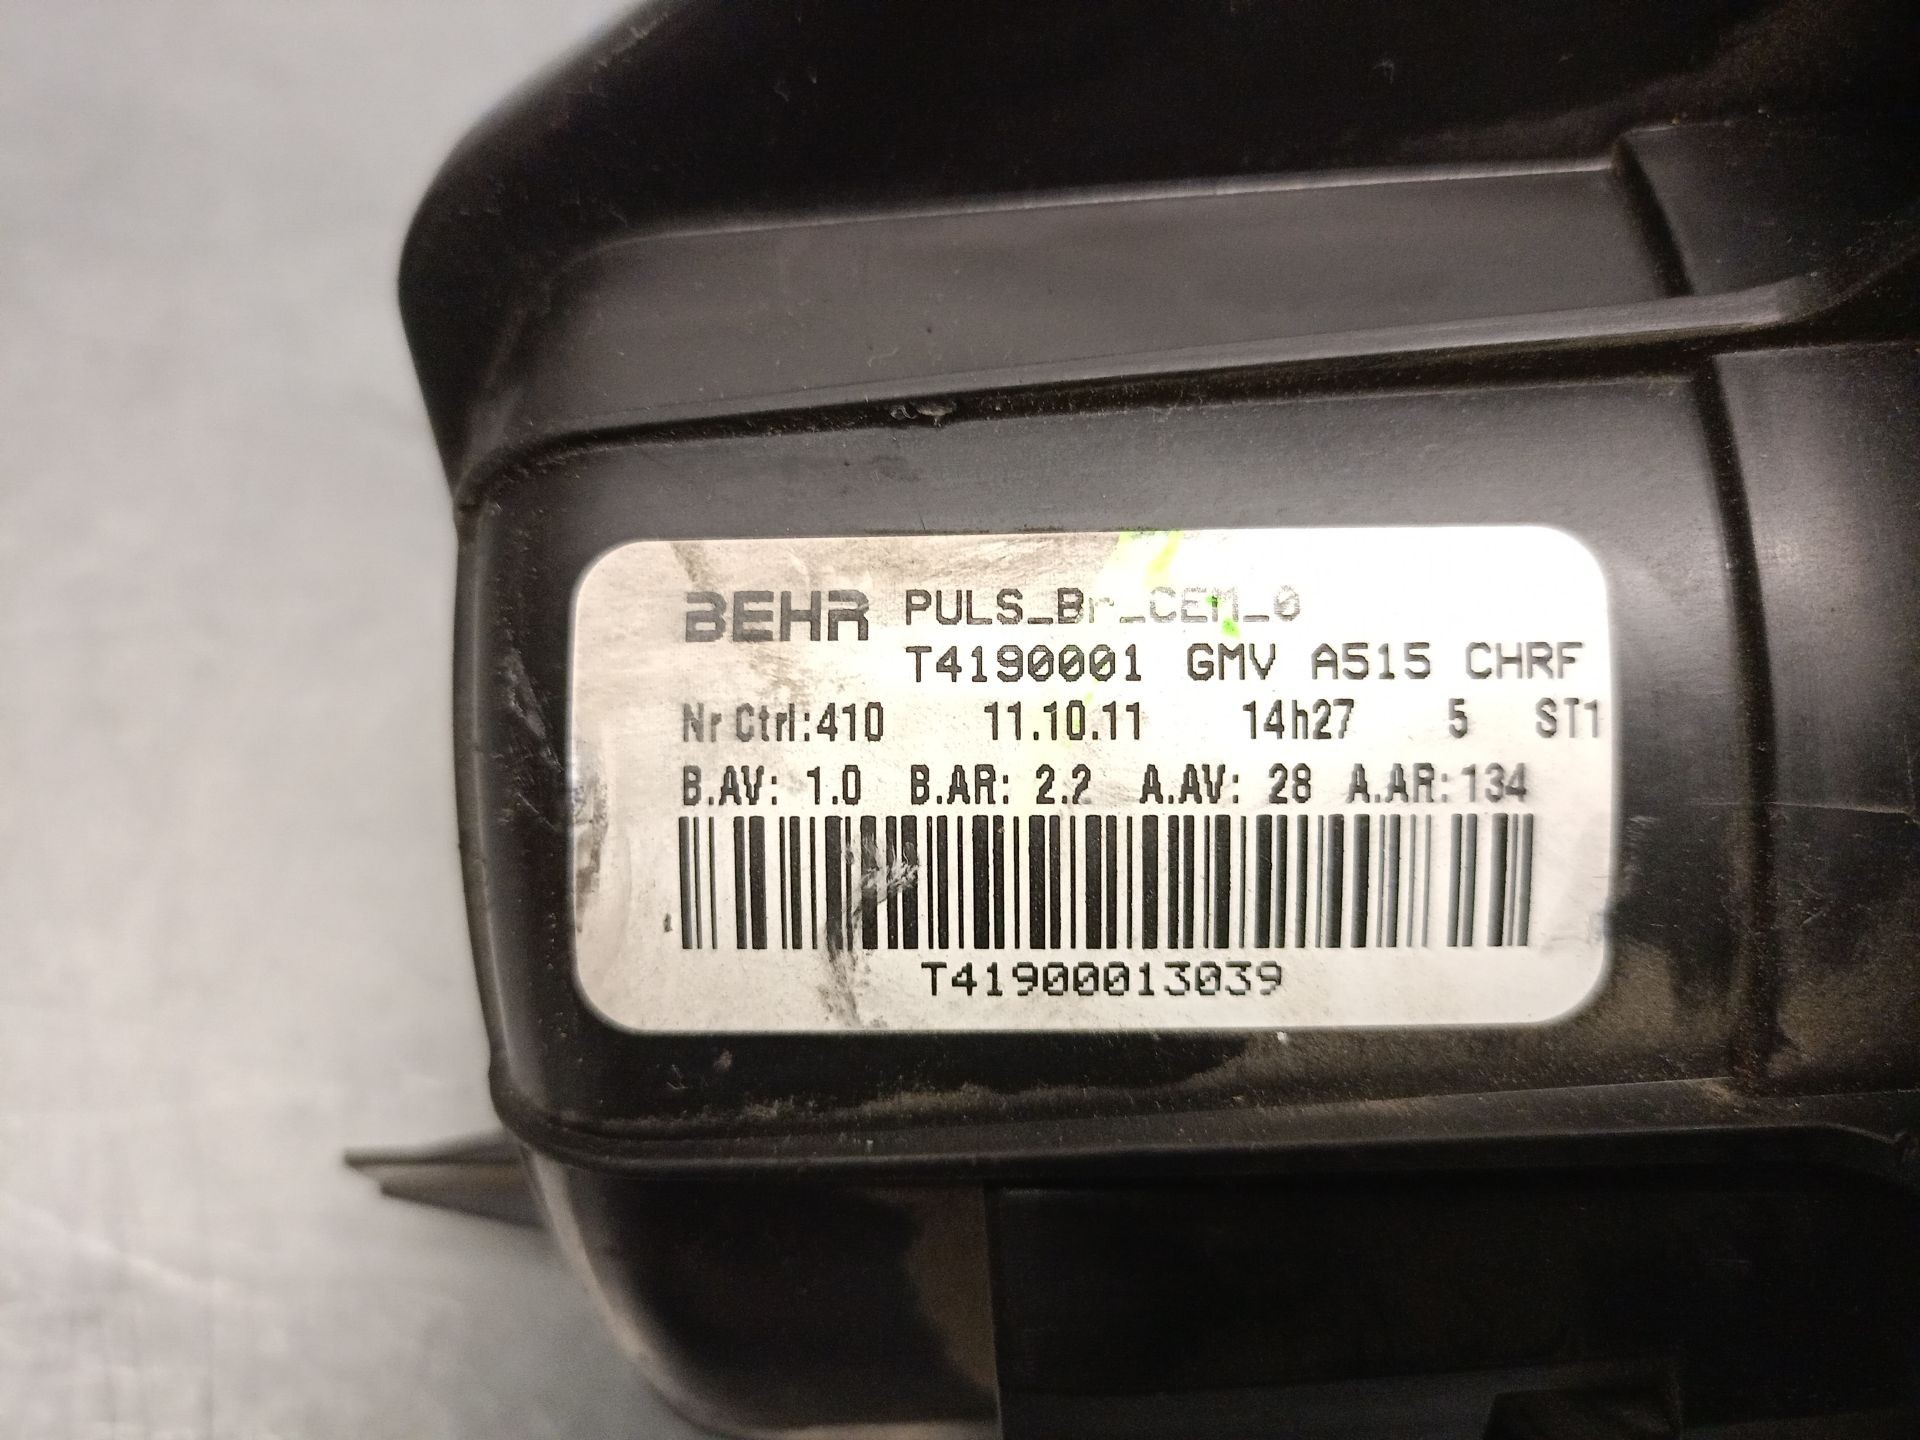 BEHR PULS_Br_CEM_0
T4190001 GMV A515 CHRF
Nr Ctrl:410 11.10.11 14h27 5 ST1
B.AV: 1.0 B.AR: 2.2 A.AV: 28 A.AR: 134
T41900013039